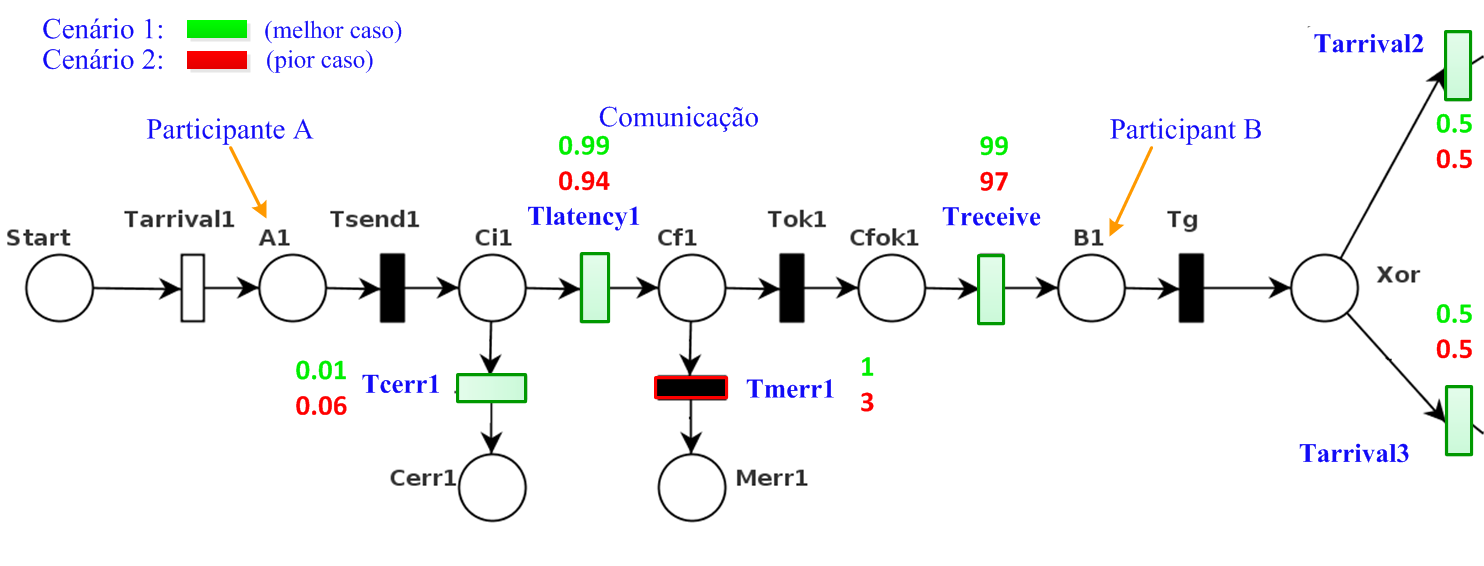 Cenário 1: (melhor caso)
Cenário 2: (pior caso)
Tarrival2
0.5
0.5
Participante A
Comunicação
0.99
0.94
99
97
Participant B
Start
Tarrival1
A1
Tsend1
Ci1
Tlatency1
Cf1
Tok1
Cfok1
Treceive
B1
Tg
Xor
0.5
0.5
0.01
0.06
Tcerr1
Tmerr1
1
3
Tarrival3
Cerr1
Merr1